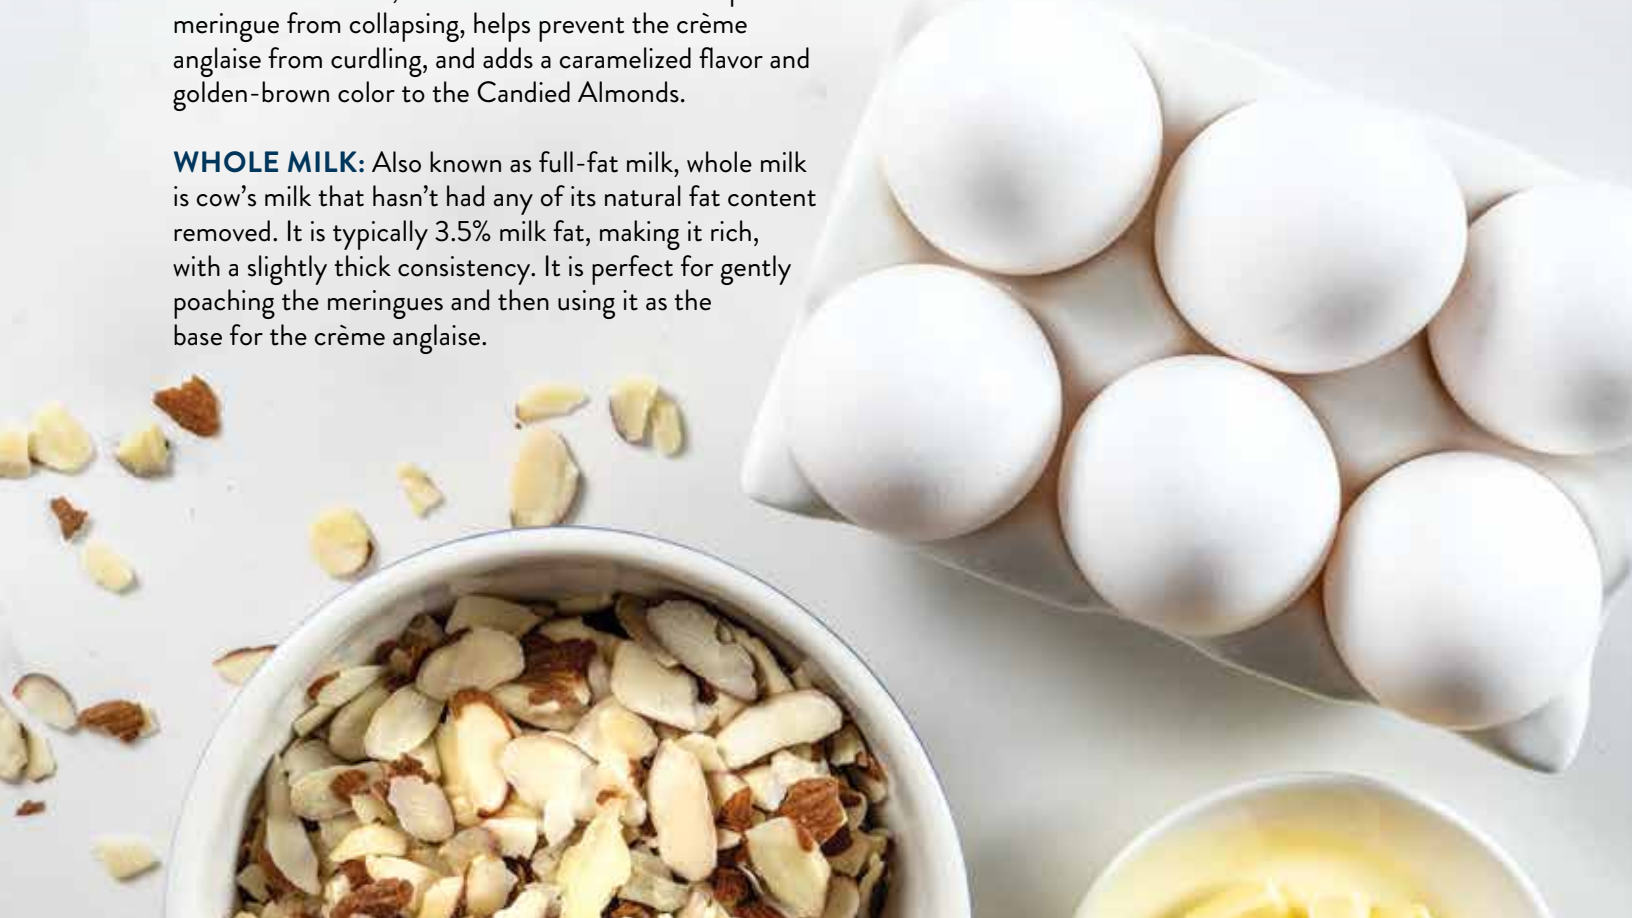 meringue from collapsing, helps prevent the crème
anglaise from curdling, and adds a caramelized flavor and
golden-brown color to the Candied Almonds.
WHOLE MILK: Also known as full-fat milk, whole milk
is cow’s milk that hasn’t had any of its natural fat content
removed. It is typically 3.5% milk fat, making it rich,
with a slightly thick consistency. It is perfect for gently
poaching the meringues and then using it as the
base for the crème anglaise.